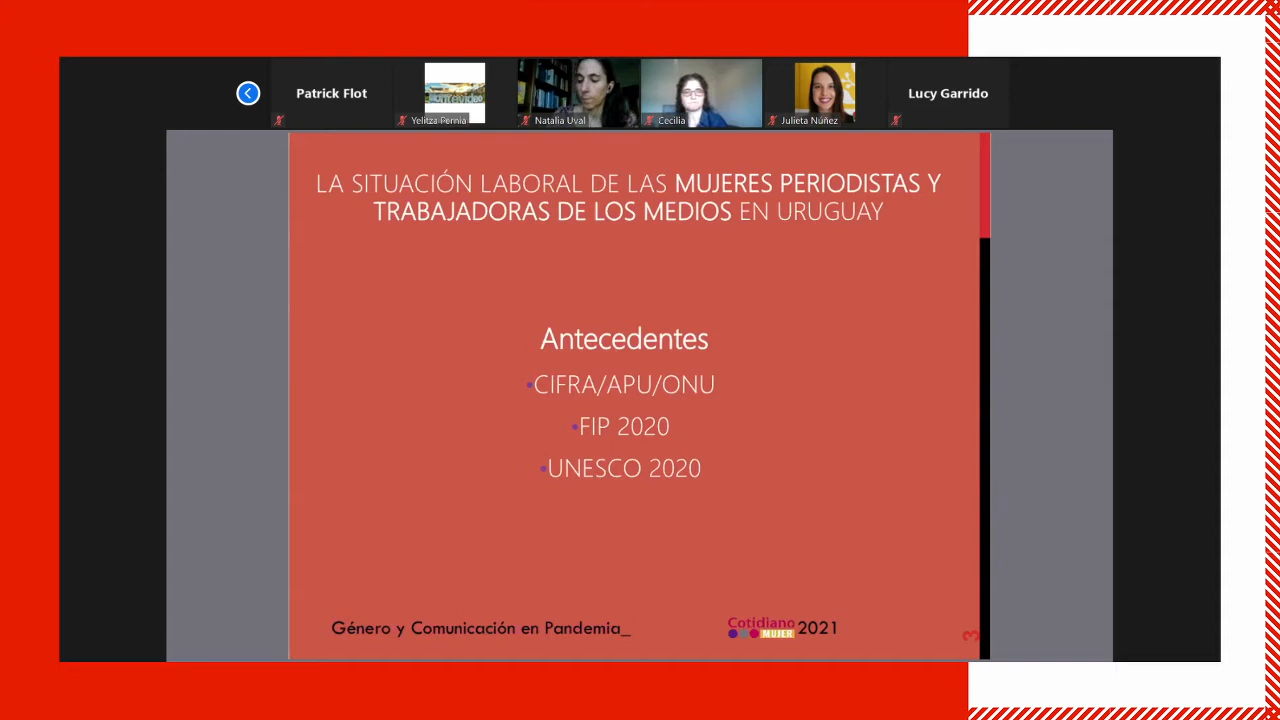 Patrick Flot
Yelitza Pernia
Natalia Uval
Cecilia
Julieta Núñez
Lucy Garrido
LA SITUACIÓN LABORAL DE LAS MUJERES PERIODISTAS Y
TRABAJADORAS DE LOS MEDIOS EN URUGUAY
Antecedentes
•CIFRA/APU/ONU
•FIP 2020
•UNESCO 2020
Género y Comunicación en Pandemia_
Cotidiano
MUJER
2021
3